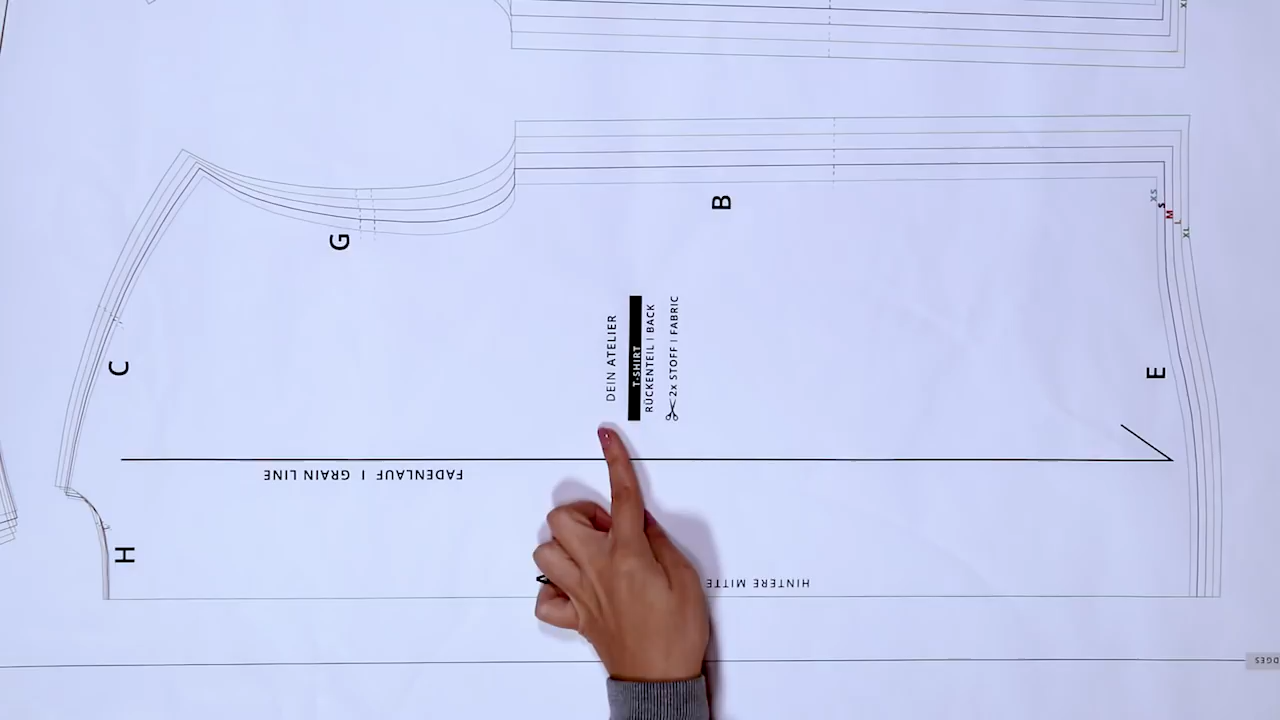 DEIN ATELIER
T-SHIRT
RÜCKENTEIL | BACK
2x STOFF | FABRIC
FADENLAUF | GRAIN LINE
HINTERE MITTE
G
B
C
E
H
XS
S
M
L
XL